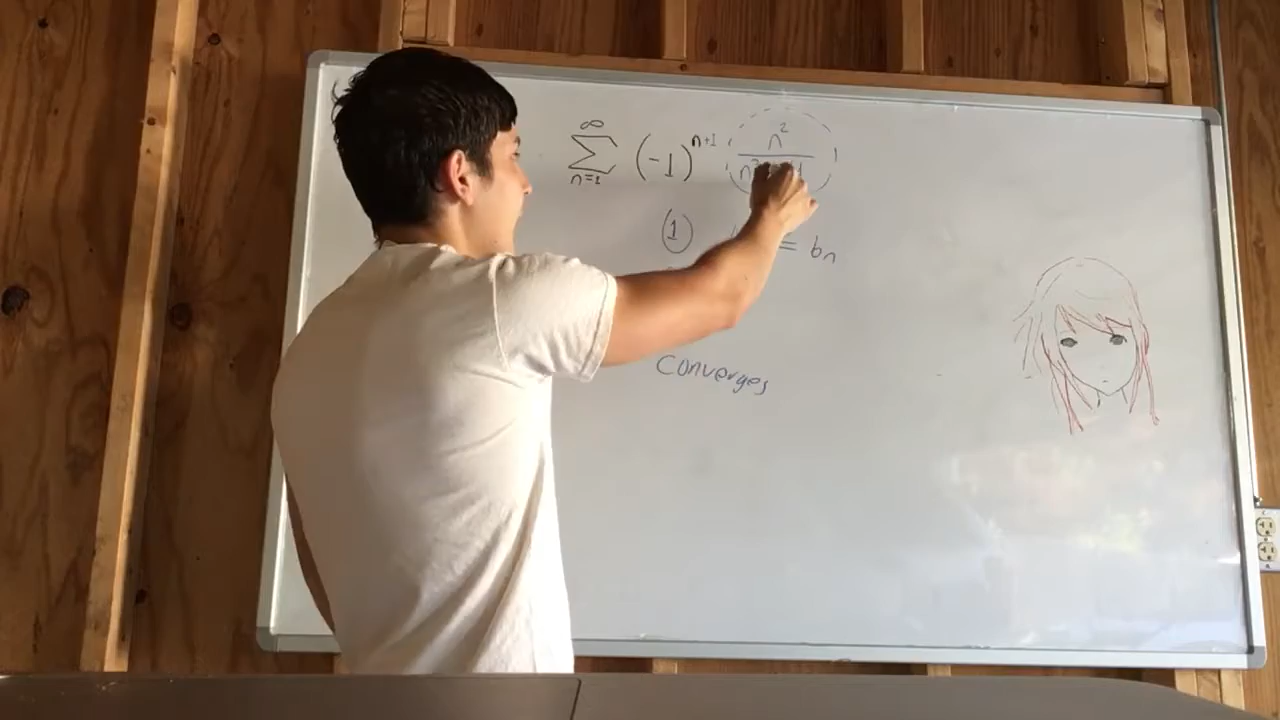 ∞
∑ (-1)^{n+1} n²
n=1
(1) = bₙ
Converges